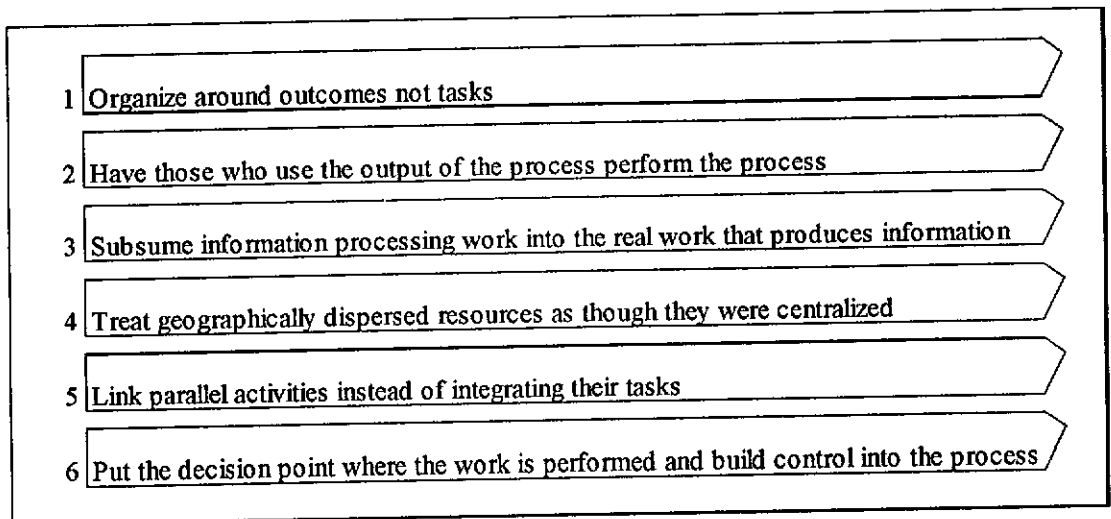 1 Organize around outcomes not tasks
2 Have those who use the output of the process perform the process
3 Subsume information processing work into the real work that produces information
4 Treat geographically dispersed resources as though they were centralized
5 Link parallel activities instead of integrating their tasks
6 Put the decision point where the work is performed and build control into the process